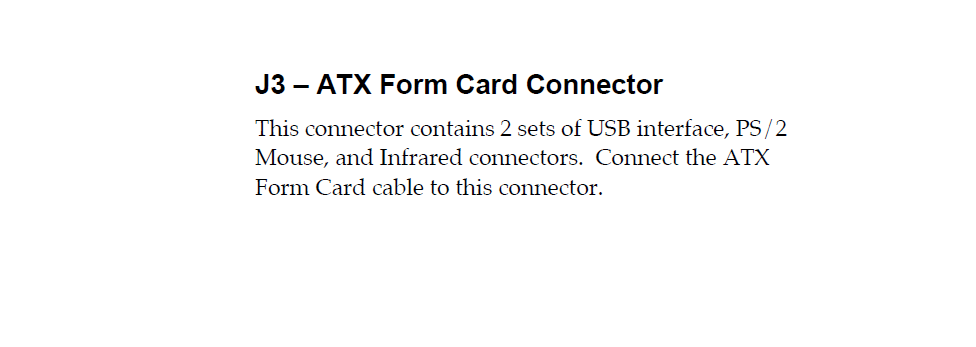 J3 – ATX Form Card Connector
This connector contains 2 sets of USB interface, PS/2
Mouse, and Infrared connectors.  Connect the ATX
Form Card cable to this connector.